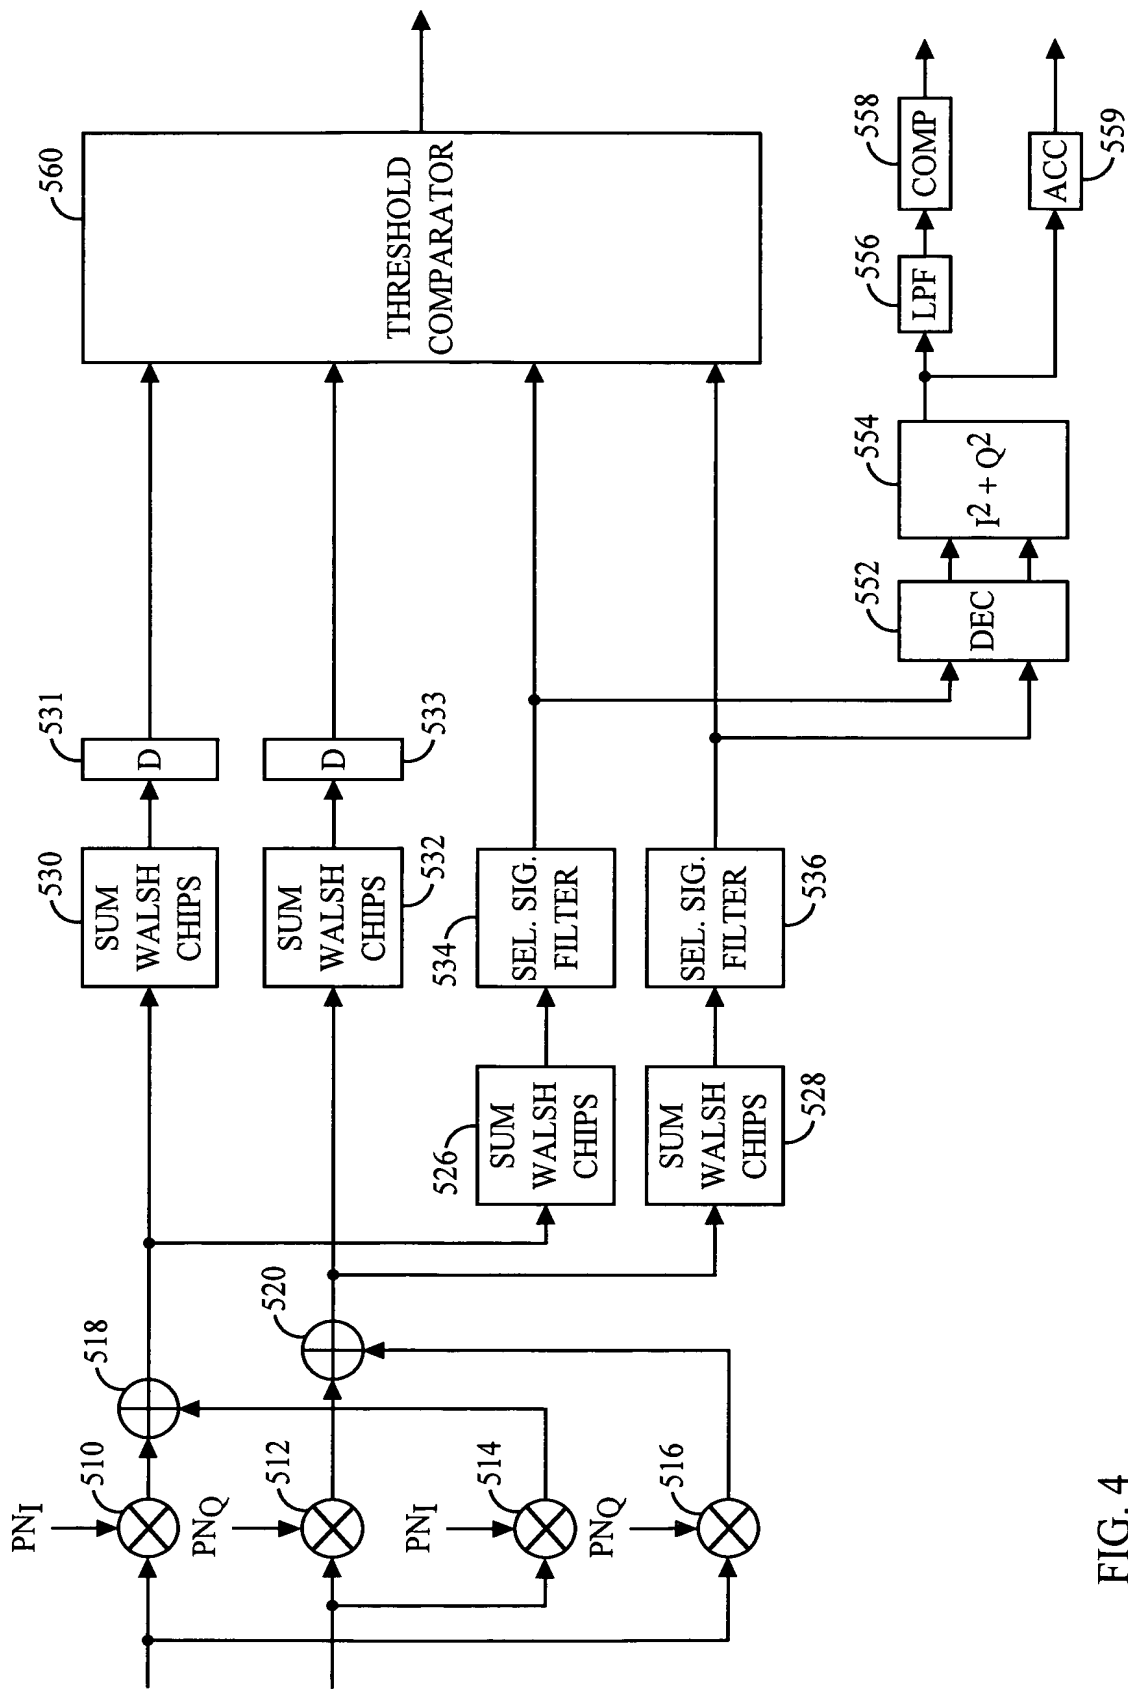 PNI
510
518
PNQ
512
520
PNI
514
PNQ
516
530
SUM
WALSH
CHIPS
531
D
532
SUM
WALSH
CHIPS
533
D
526
SUM
WALSH
CHIPS
534
SEL. SIG.
FILTER
528
SUM
WALSH
CHIPS
536
SEL. SIG.
FILTER
560
THRESHOLD
COMPARATOR
552
DEC
554
I² + Q²
556
LPF
558
COMP
559
ACC
FIG. 4